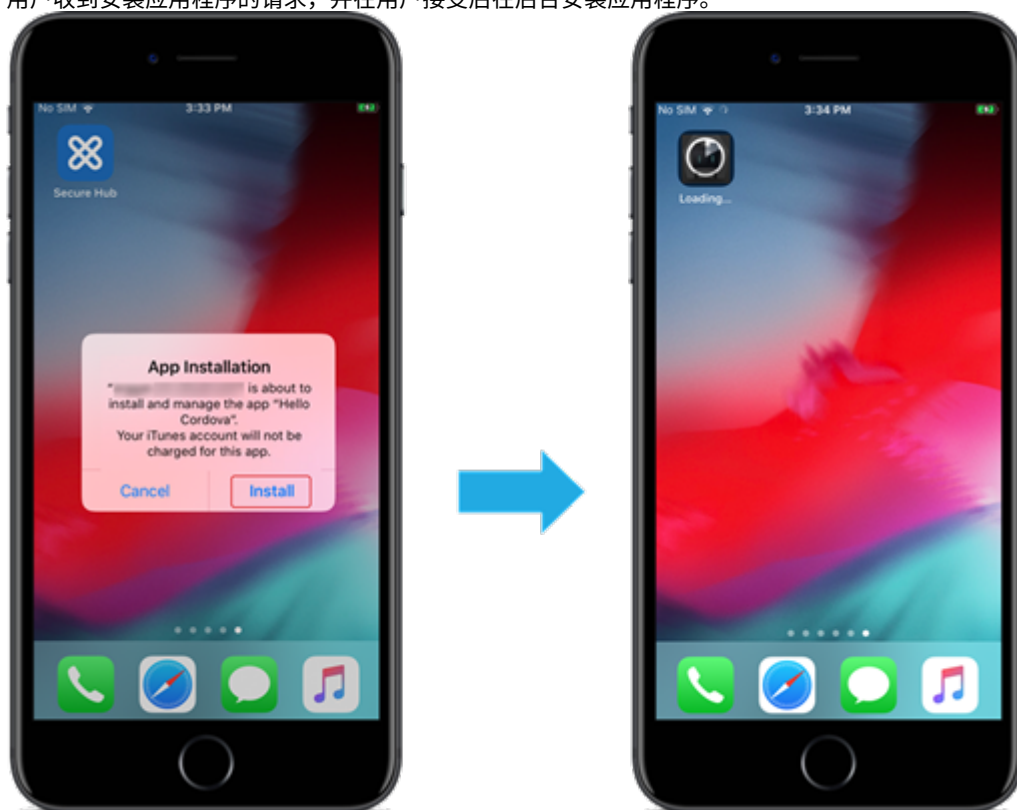 用户收到安装应用程序的请求，并在用户接受后在后台安装应用程序。
No SIM 3:33 PM
Secure Hub
App Installation
" is about to
install and manage the app "Hello
Cordova".
Your iTunes account will not be
charged for this app.
Cancel Install
No SIM 3:34 PM
Loading...